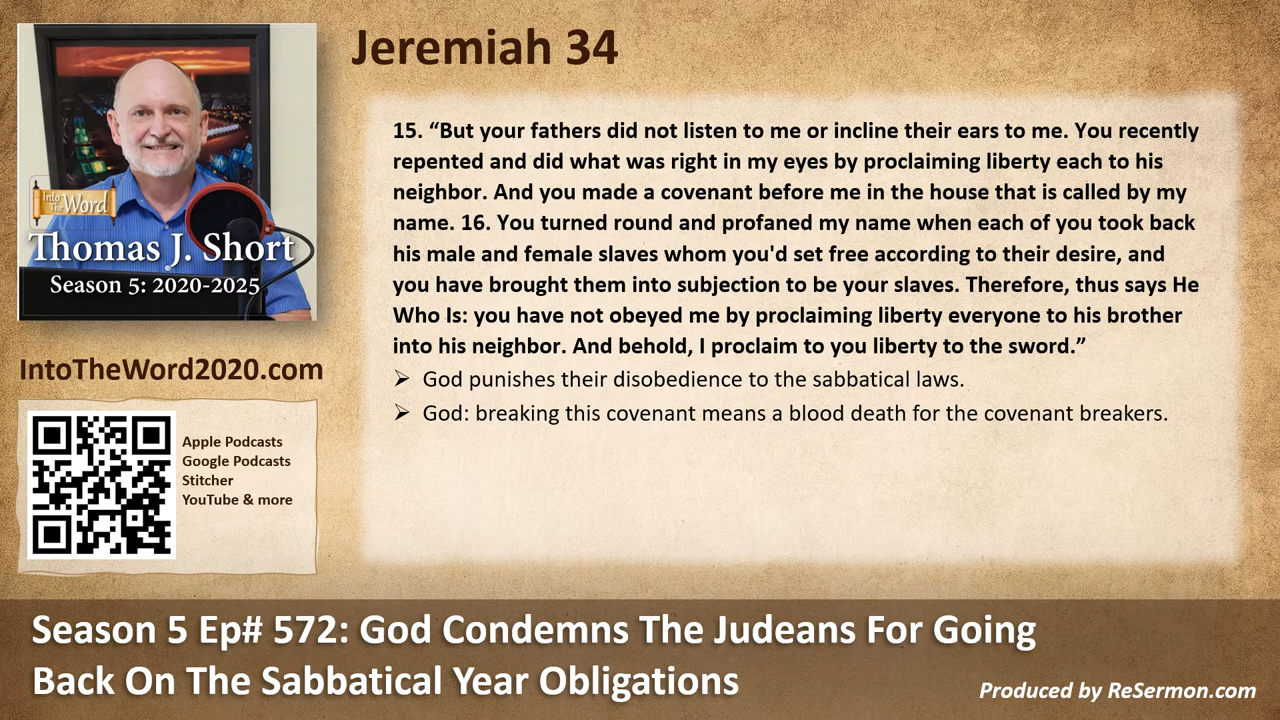 Into
The Word
Thomas J. Short
Season 5: 2020-2025
IntoTheWord2020.com
Apple Podcasts
Google Podcasts
Stitcher
YouTube & more
Jeremiah 34
15. “But your fathers did not listen to me or incline their ears to me. You recently
repented and did what was right in my eyes by proclaiming liberty each to his
neighbor. And you made a covenant before me in the house that is called by my
name. 16. You turned round and profaned my name when each of you took back
his male and female slaves whom you'd set free according to their desire, and
you have brought them into subjection to be your slaves. Therefore, thus says He
Who Is: you have not obeyed me by proclaiming liberty everyone to his brother
into his neighbor. And behold, I proclaim to you liberty to the sword.”
➢ God punishes their disobedience to the sabbatical laws.
➢ God: breaking this covenant means a blood death for the covenant breakers.
Season 5 Ep# 572: God Condemns The Judeans For Going
Back On The Sabbatical Year Obligations
Produced by ReSermon.com